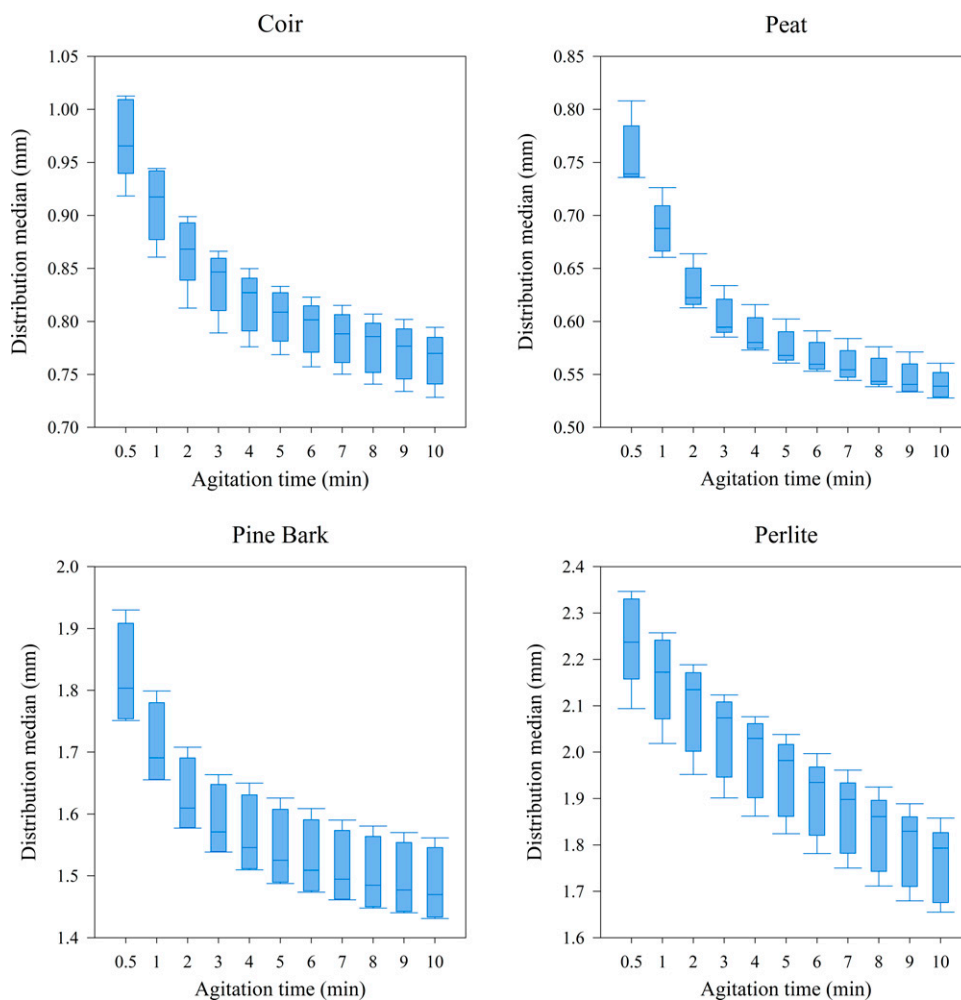 Coir
Distribution median (mm)
1.05
1.00
0.95
0.90
0.85
0.80
0.75
0.70
0.5 1 2 3 4 5 6 7 8 9 10
Agitation time (min)
Peat
Distribution median (mm)
0.85
0.80
0.75
0.70
0.65
0.60
0.55
0.50
0.5 1 2 3 4 5 6 7 8 9 10
Agitation time (min)
Pine Bark
Distribution median (mm)
2.0
1.9
1.8
1.7
1.6
1.5
1.4
0.5 1 2 3 4 5 6 7 8 9 10
Agitation time (min)
Perlite
Distribution median (mm)
2.4
2.3
2.2
2.1
2.0
1.9
1.8
1.7
1.6
0.5 1 2 3 4 5 6 7 8 9 10
Agitation time (min)